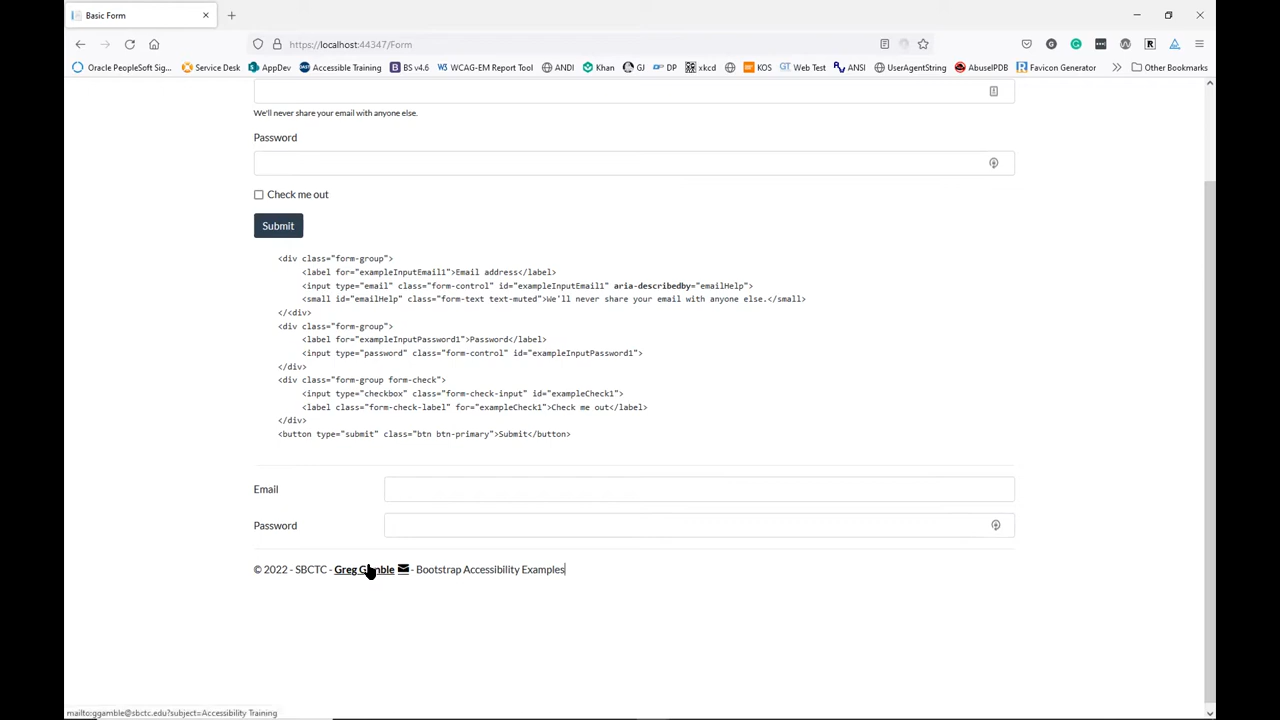 Basic Form
https://localhost:44347/Form
Oracle PeopleSoft Sig... Service Desk AppDev Accessible Training BS v4.6 WCAG-EM Report Tool ANDI Khan GJ DP xkcd KOS Web Test ANSI UserAgentString AbuseIPDB Favicon Generator Other Bookmarks
We'll never share your email with anyone else.
Password
Check me out
Submit
<div class="form-group">
<label for="exampleInputEmail1">Email address</label>
<input type="email" class="form-control" id="exampleInputEmail1" aria-describedby="emailHelp">
<small id="emailHelp" class="form-text text-muted">We'll never share your email with anyone else.</small>
</<div>
<div class="form-group">
<label for="exampleInputPassword1">Password</label>
<input type="password" class="form-control" id="exampleInputPassword1">
</div>
<div class="form-group form-check">
<input type="checkbox" class="form-check-input" id="exampleCheck1">
<label class="form-check-label" for="exampleCheck1">Check me out</label>
</div>
<button type="submit" class="btn btn-primary">Submit</button>
Email
Password
© 2022 - SBCTC - Greg Gamble - Bootstrap Accessibility Examples
mailto:ggamble@sbctc.edu?subject=Accessibility Training